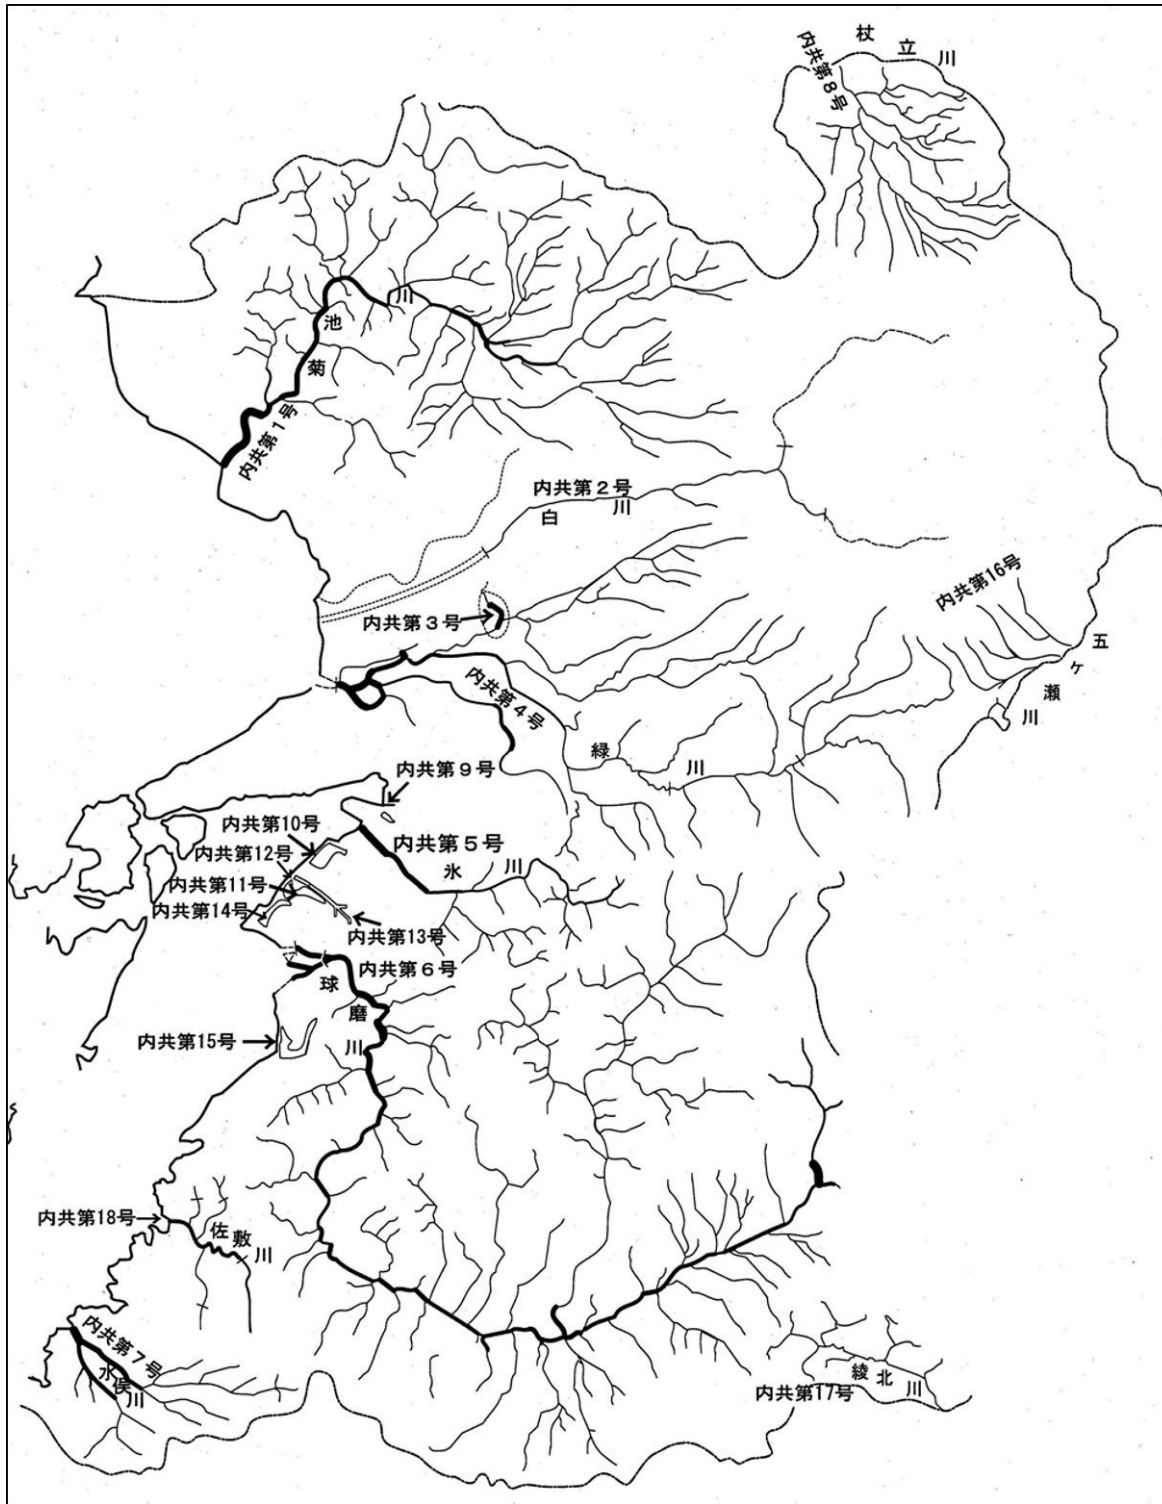 杖立川
内共第8号
菊池川
内共第1号
内共第2号
白川
内共第16号
五ヶ瀬川
内共第3号
内共第4号
緑川
内共第9号
内共第10号
内共第5号
氷川
内共第12号
内共第11号
内共第14号
内共第13号
内共第6号
球磨川
内共第15号
内共第18号
佐敷川
内共第7号
水俣川
綾北川
内共第17号